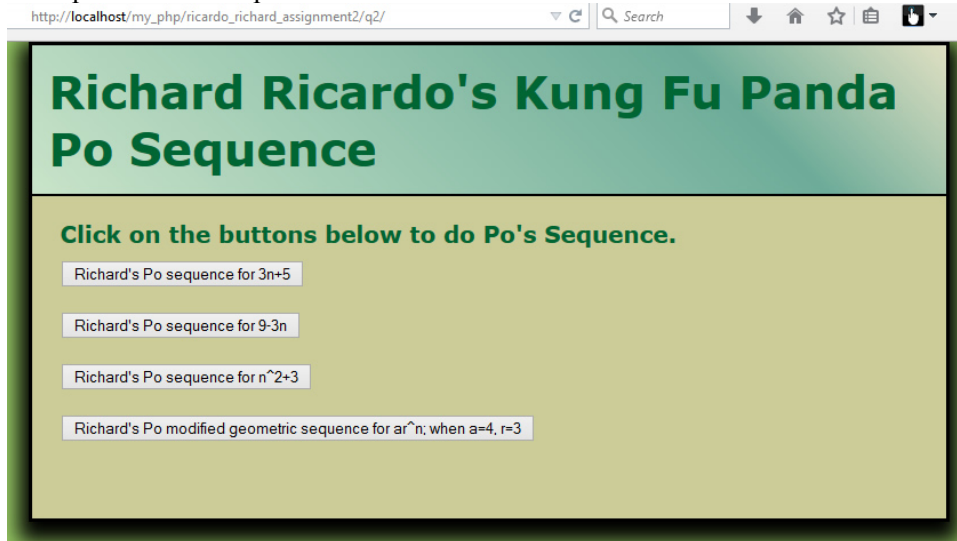 http://localhost/my_php/ricardo_richard_assignment2/q2/ Search
Richard Ricardo's Kung Fu Panda
Po Sequence
Click on the buttons below to do Po's Sequence.
Richard's Po sequence for 3n+5
Richard's Po sequence for 9-3n
Richard's Po sequence for n^2+3
Richard's Po modified geometric sequence for ar^n; when a=4, r=3